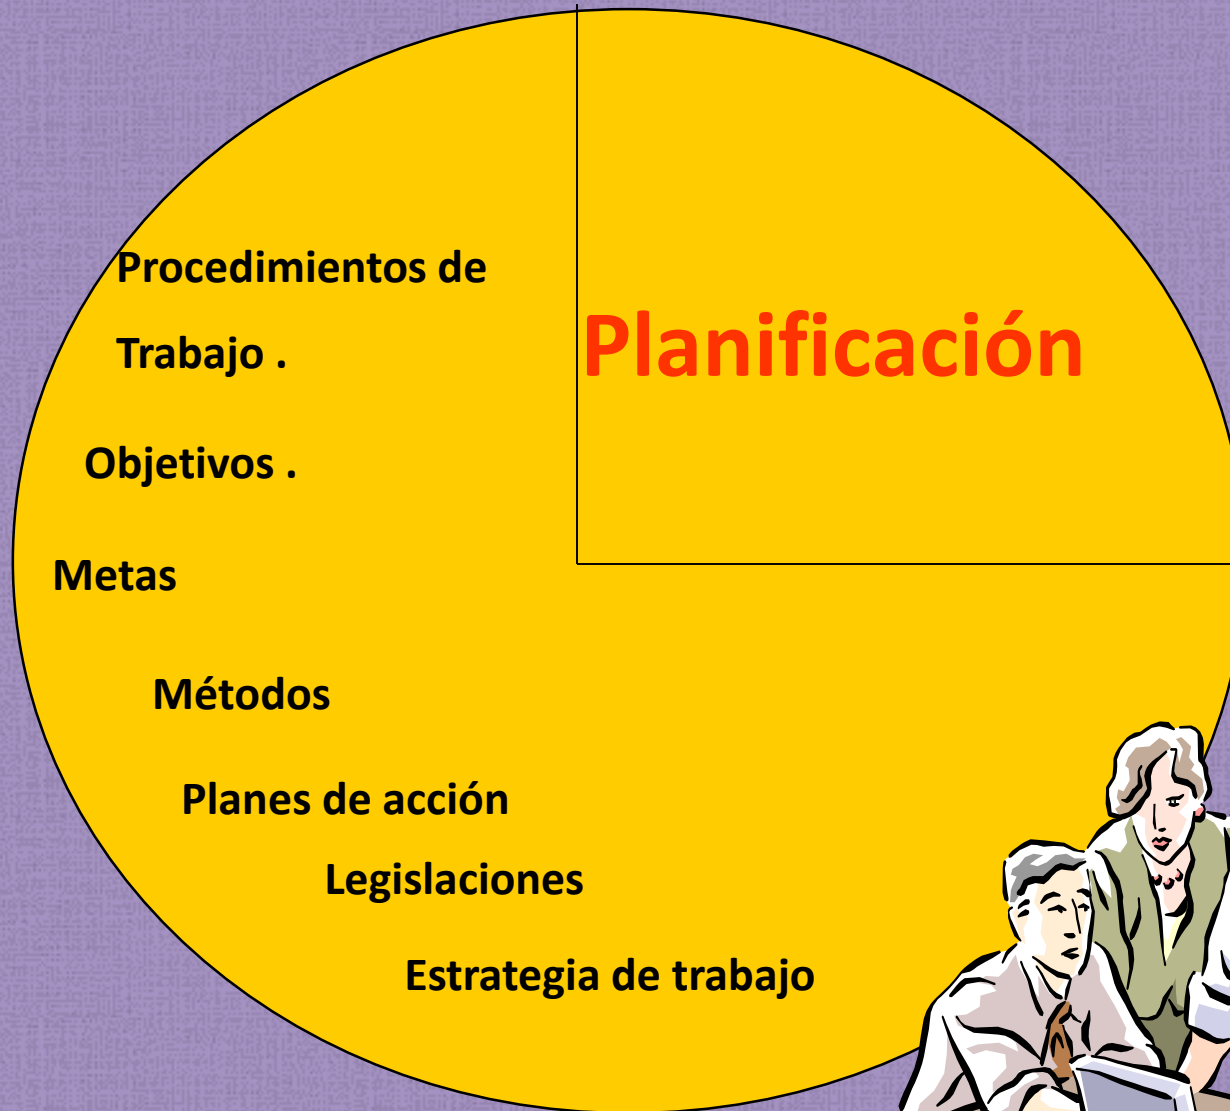 Procedimientos de
Trabajo .
Planificación
Objetivos .
Metas
Métodos
Planes de acción
Legislaciones
Estrategia de trabajo